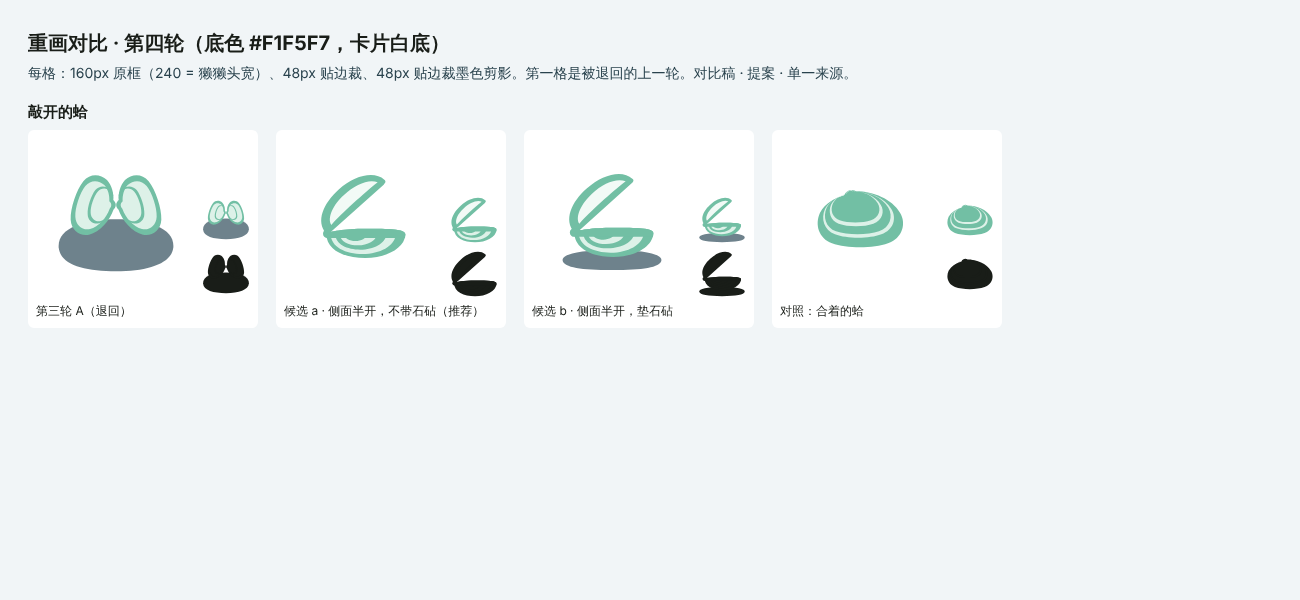 重画对比 · 第四轮（底色 #F1F5F7，卡片白底）
每格：160px 原框（240 = 獭獭头宽）、48px 贴边裁、48px 贴边裁墨色剪影。第一格是被退回的上一轮。对比稿 · 提案 · 单一来源。
敲开的蛤
第三轮 A（退回）
候选 a · 侧面半开，不带石砧（推荐）
候选 b · 侧面半开，垫石砧
对照：合着的蛤